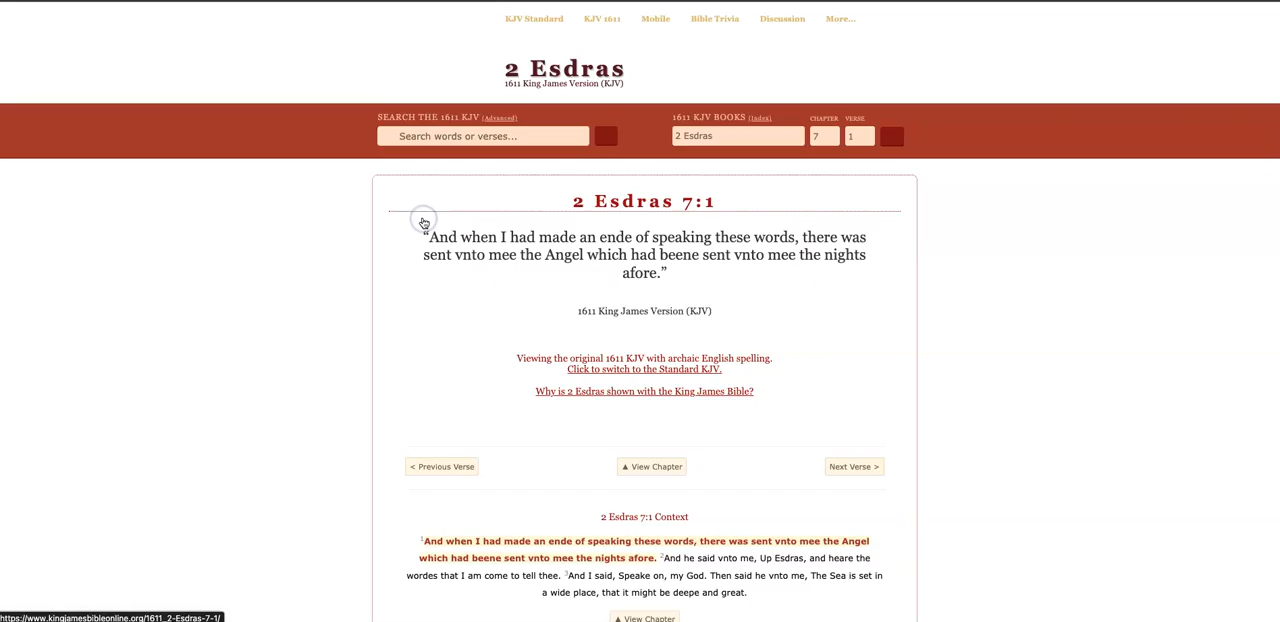 KJV Standard KJV 1611 Mobile Bible Trivia Discussion More...
2 Esdras
1611 King James Version (KJV)
SEARCH THE 1611 KJV (Advanced)
1611 KJV BOOKS (Index) CHAPTER VERSE
Search words or verses...
2 Esdras 7 1
2 Esdras 7:1
“And when I had made an ende of speaking these words, there was
sent vnto mee the Angel which had beene sent vnto mee the nights
afore.”
1611 King James Version (KJV)
Viewing the original 1611 KJV with archaic English spelling.
Click to switch to the Standard KJV.
Why is 2 Esdras shown with the King James Bible?
< Previous Verse ▲ View Chapter Next Verse >
2 Esdras 7:1 Context
1And when I had made an ende of speaking these words, there was sent vnto mee the Angel
which had beene sent vnto mee the nights afore. 2And he said vnto me, Up Esdras, and heare the
wordes that I am come to tell thee. 3And I said, Speake on, my God. Then said he vnto me, The Sea is set in
a wide place, that it might be deepe and great.
▲ View Chapter
https://www.kingjamesbibleonline.org/1611_2-Esdras-7-1/